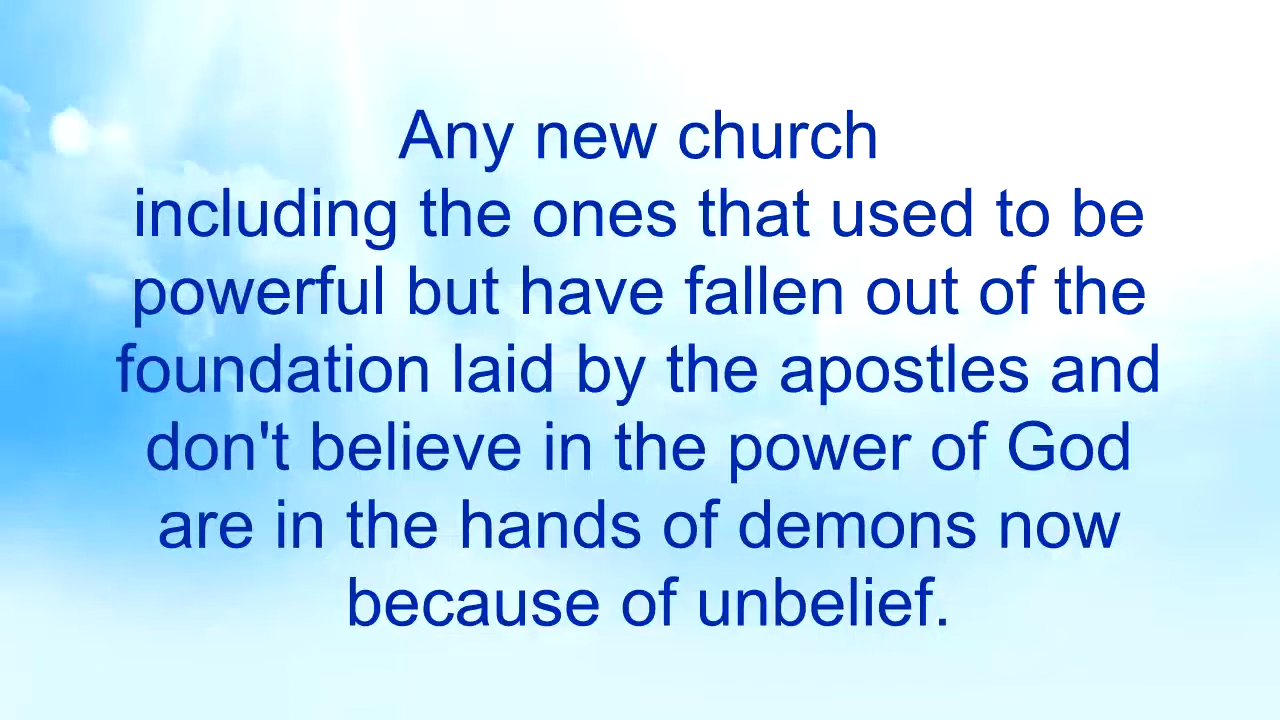 Any new church
including the ones that used to be
powerful but have fallen out of the
foundation laid by the apostles and
don't believe in the power of God
are in the hands of demons now
because of unbelief.